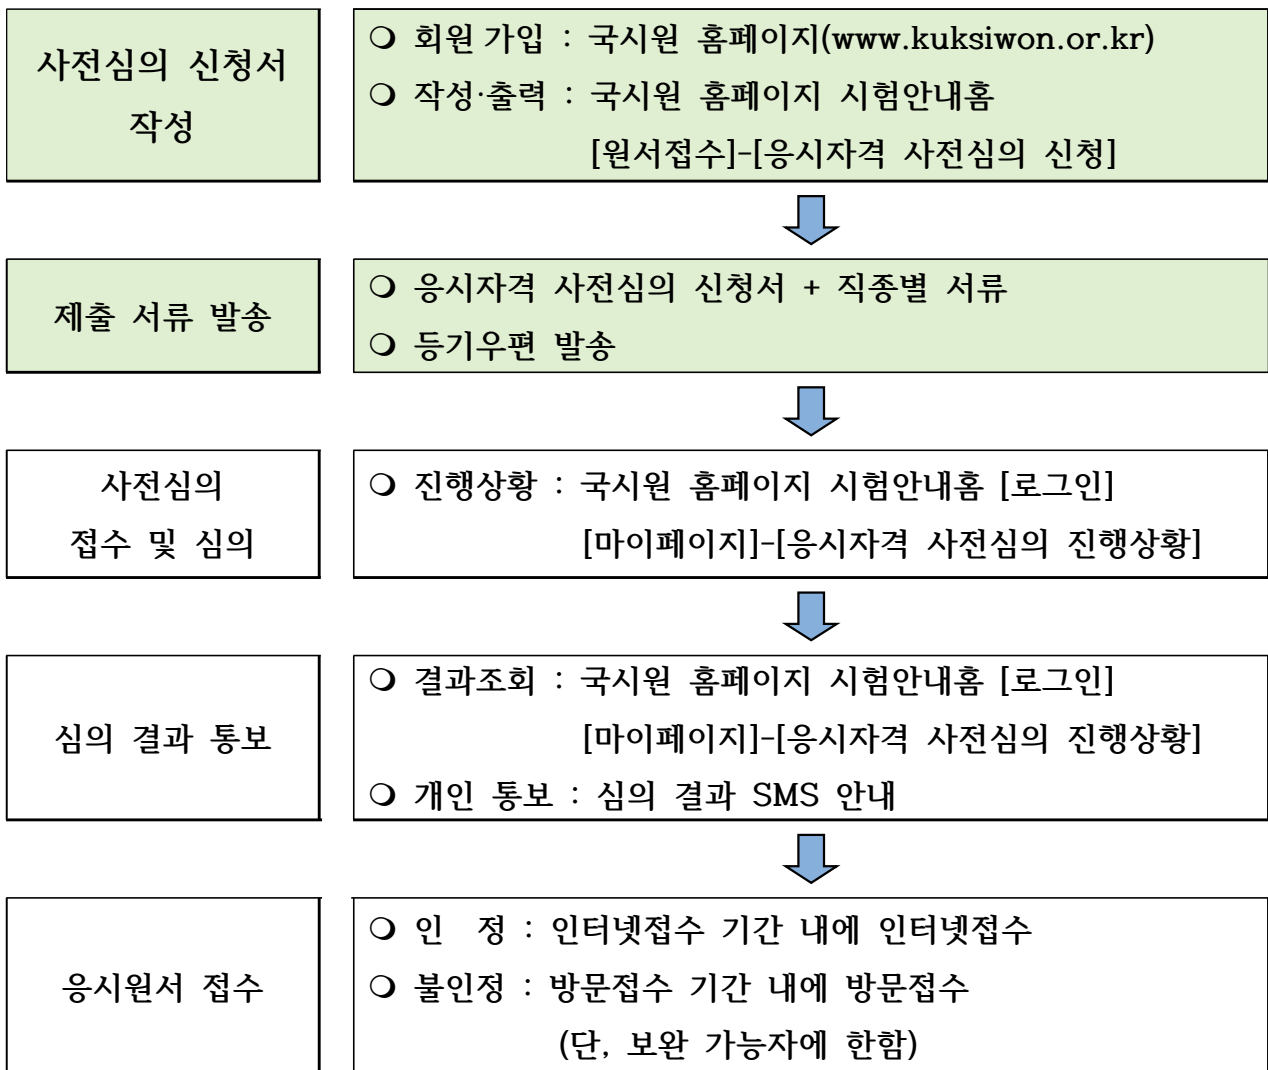 사전심의 신청서
작성
❍ 회원 가입 : 국시원 홈페이지(www.kuksiwon.or.kr)
❍ 작성·출력 : 국시원 홈페이지 시험안내홈
[원서접수]-[응시자격 사전심의 신청]
제출 서류 발송
❍ 응시자격 사전심의 신청서 + 직종별 서류
❍ 등기우편 발송
사전심의
접수 및 심의
❍ 진행상황 : 국시원 홈페이지 시험안내홈 [로그인]
[마이페이지]-[응시자격 사전심의 진행상황]
심의 결과 통보
❍ 결과조회 : 국시원 홈페이지 시험안내홈 [로그인]
[마이페이지]-[응시자격 사전심의 진행상황]
❍ 개인 통보 : 심의 결과 SMS 안내
응시원서 접수
❍ 인 정 : 인터넷접수 기간 내에 인터넷접수
❍ 불인정 : 방문접수 기간 내에 방문접수
(단, 보완 가능자에 한함)